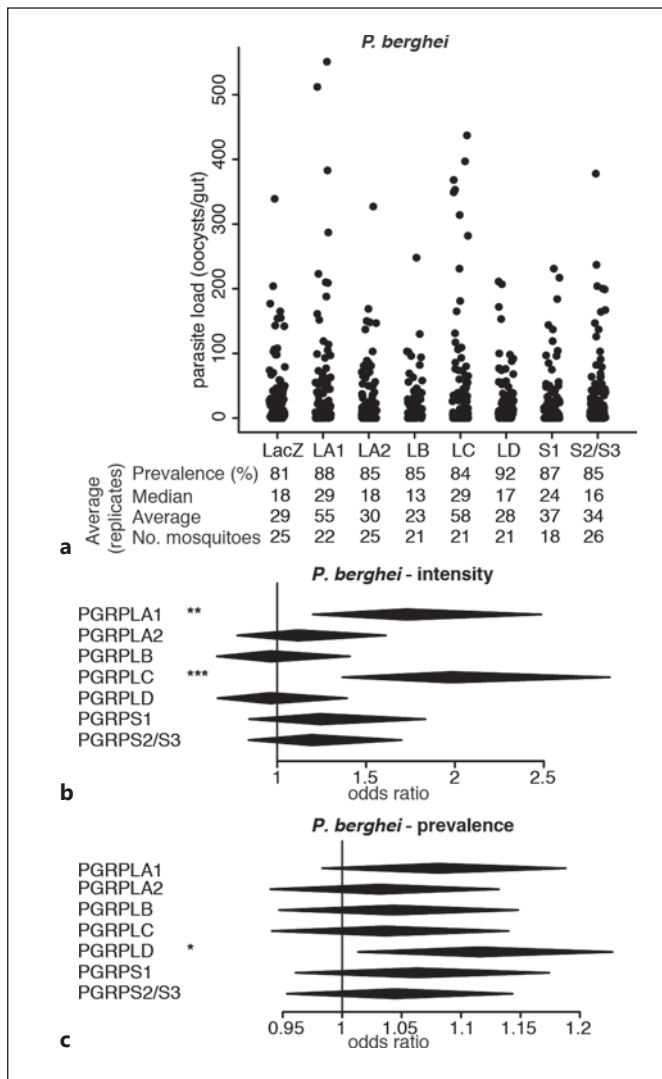 P. berghei
500
400
300
200
100
0
parasite load (oocysts/gut)
LacZ LA1 LA2 LB LC LD S1 S2/S3
Average (replicates)
Prevalence (%) 81 88 85 85 84 92 87 85
Median 18 29 18 13 29 17 24 16
Average 29 55 30 23 58 28 37 34
No. mosquitoes 25 22 25 21 21 21 18 26
a
P. berghei - intensity
PGRPLA1 **
PGRPLA2
PGRPLB
PGRPLC ***
PGRPLD
PGRPS1
PGRPS2/S3
1 1.5 2 2.5
odds ratio
b
P. berghei - prevalence
PGRPLA1
PGRPLA2
PGRPLB
PGRPLC
PGRPLD *
PGRPS1
PGRPS2/S3
0.95 1 1.05 1.1 1.15 1.2
odds ratio
c